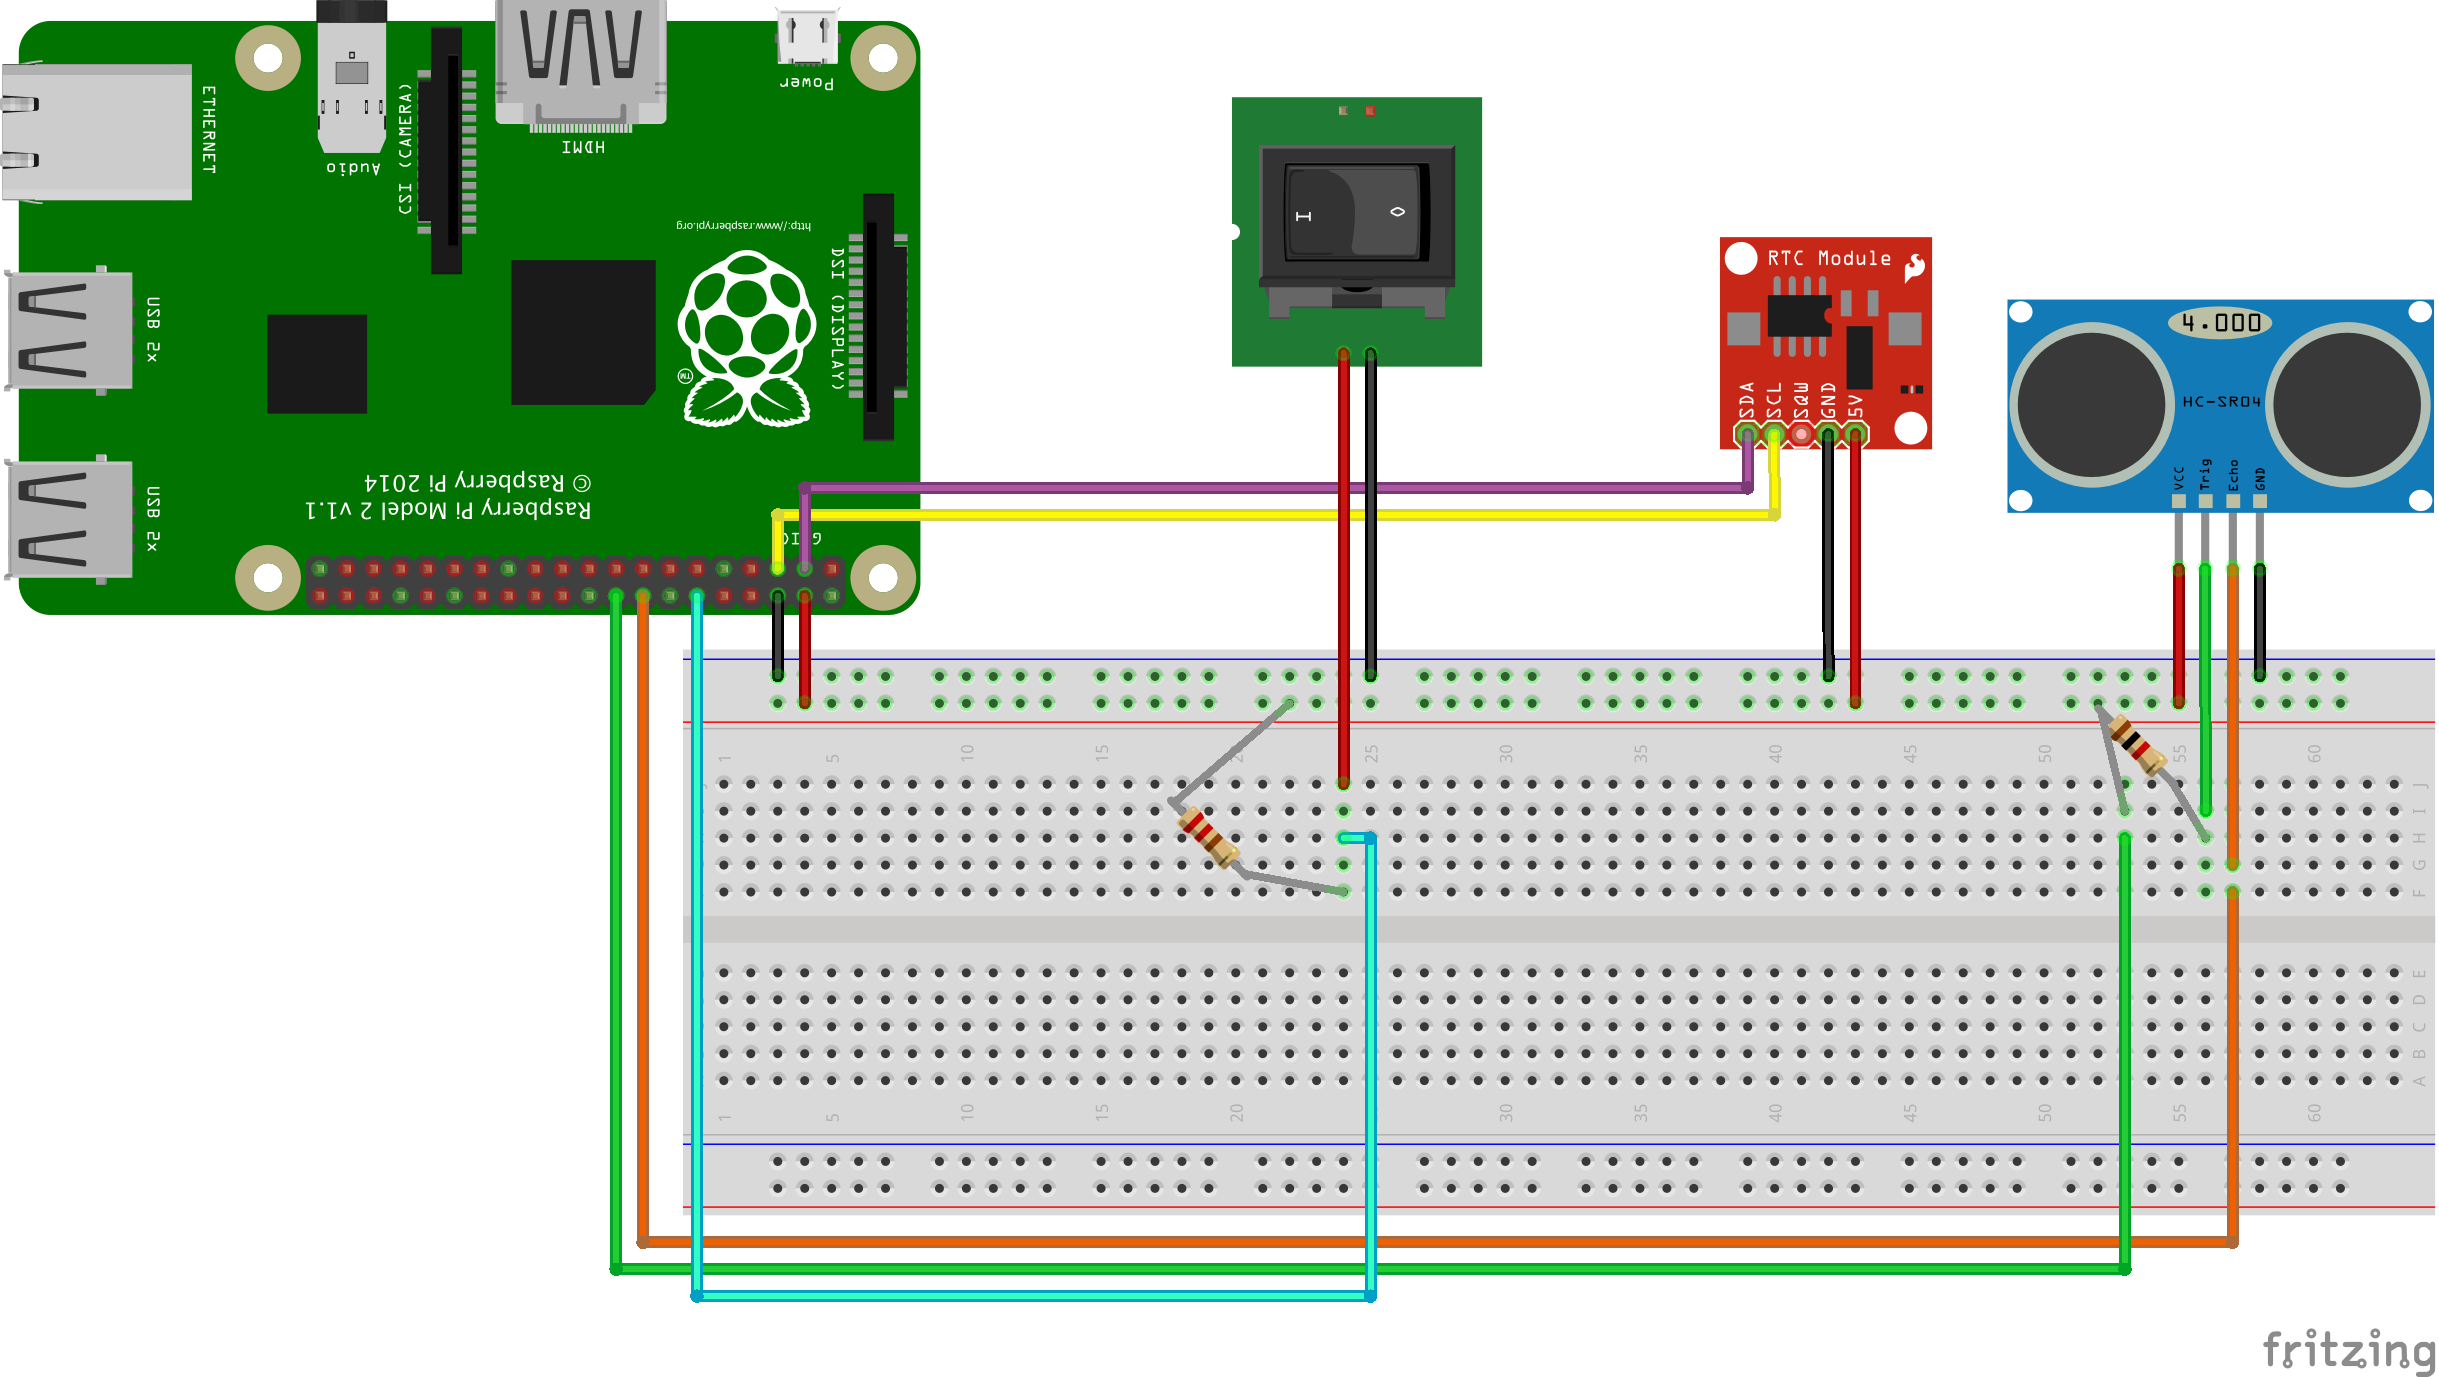 ETHERNET
Audio
CSI (CAMERA)
HDMI
Power
http://www.raspberrypi.org
DSI (DISPLAY)
TM
USB 2x
USB 2x
© Raspberry Pi 2014
Raspberry Pi Model 2 v1.1
I O
RTC Module
SDA
SCL
SQW
GND
5V
4.000
HC-SR04
VCC
Trig
Echo
GND
1 5 10 15 25 30 35 40 45 50 55 60
J
I
H
G
F
E
D
C
B
A
1 5 10 15 20 30 35 40 45 50 55 60
fritzing